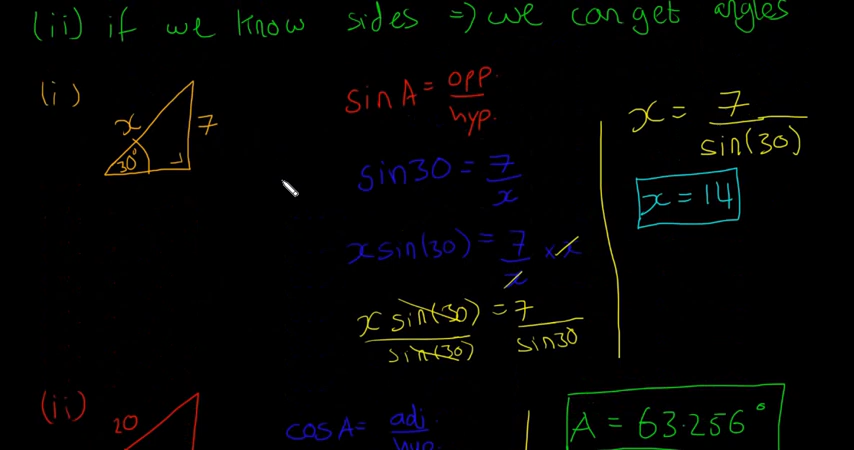 (ii) if we know sides => we can get angles
(i)
x
7
30°
sin A = opp. / hyp.
sin30 = 7 / x
x sin(30) = 7 / x × x
x sin(30) / sin(30) = 7 / sin30
x = 7 / sin(30)
x = 14
(ii)
20
cos A = adj / hyp
A = 63.256°